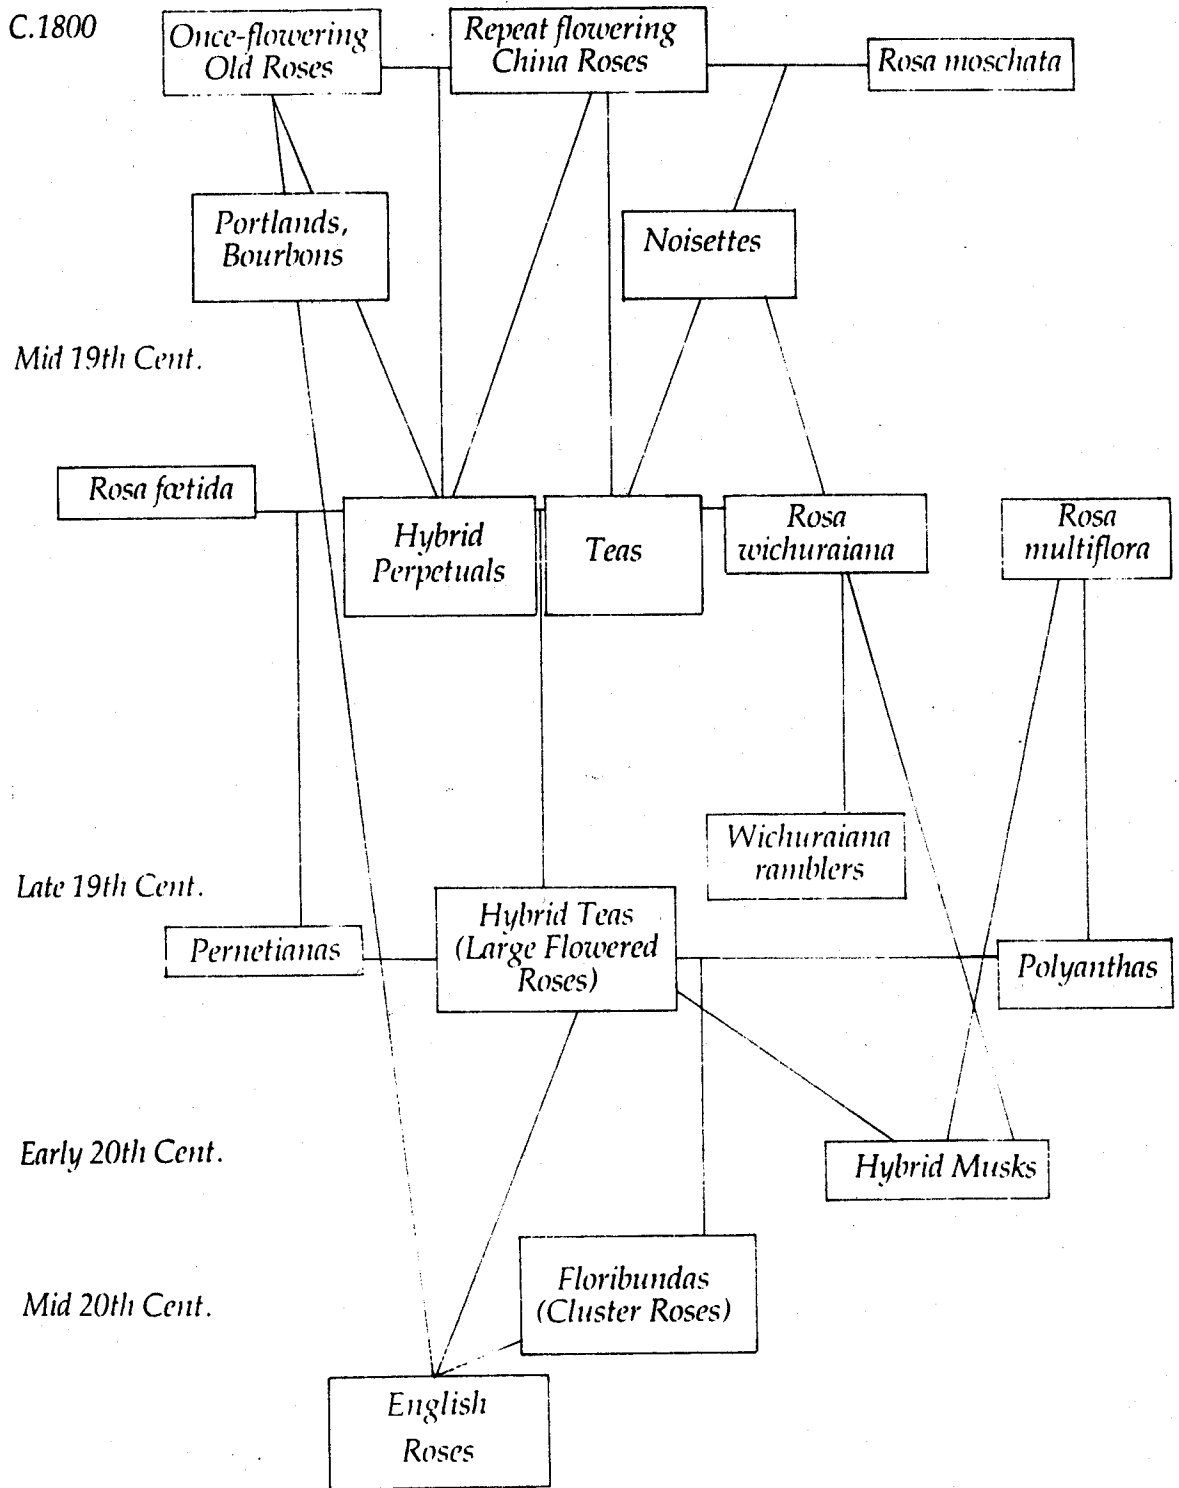 C.1800
Once-flowering
Old Roses
Repeat flowering
China Roses
Rosa moschata
Portlands,
Bourbons
Noisettes
Mid 19th Cent.
Rosa fœtida
Hybrid
Perpetuals
Teas
Rosa
wichuraiana
Rosa
multiflora
Wichuraiana
ramblers
Late 19th Cent.
Pernetianas
Hybrid Teas
(Large Flowered
Roses)
Polyanthas
Early 20th Cent.
Hybrid Musks
Mid 20th Cent.
Floribundas
(Cluster Roses)
English
Roses